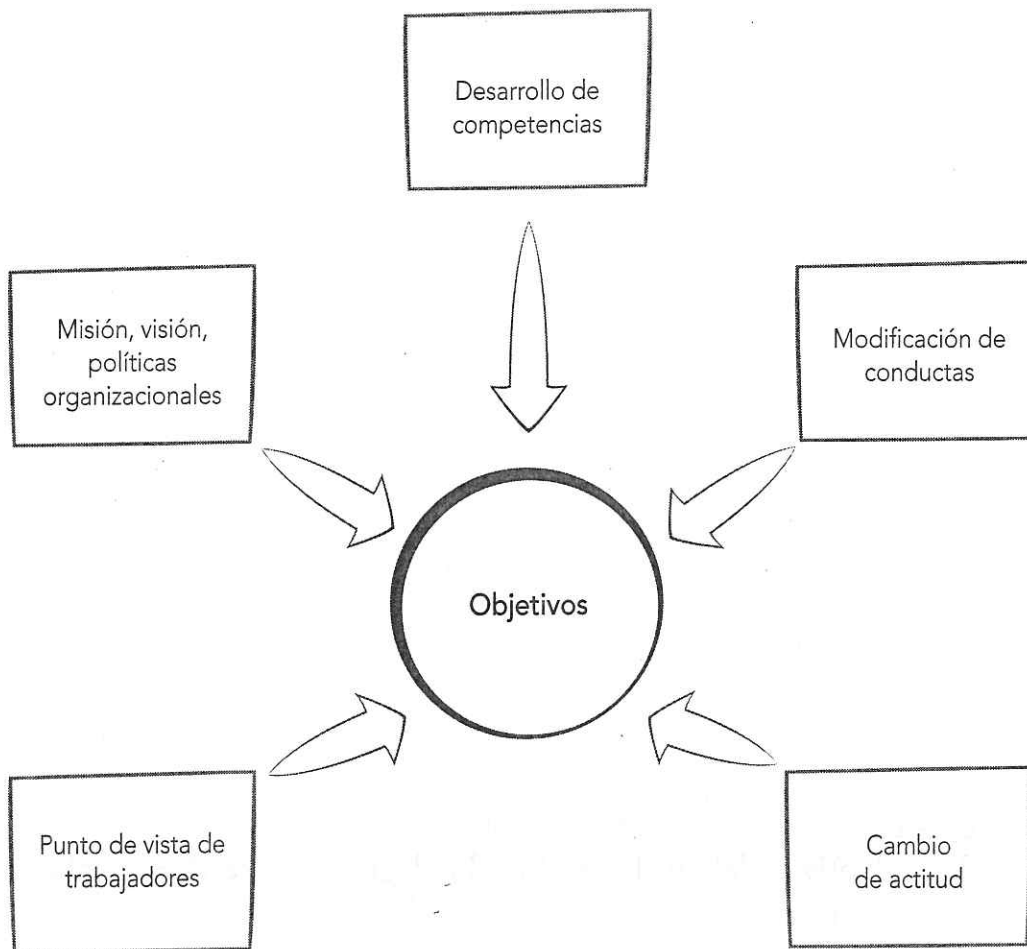 Desarrollo de
competencias
Misión, visión,
políticas
organizacionales
Modificación de
conductas
Objetivos
Punto de vista de
trabajadores
Cambio
de actitud